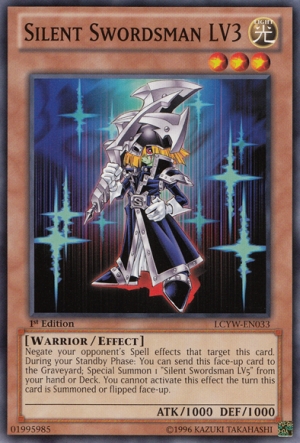 SILENT SWORDSMAN LV3
LIGHT
光
1st Edition
LCYW-EN033
[WARRIOR/EFFECT]
Negate your opponent's Spell effects that target this card.
During your Standby Phase: You can send this face-up card to
the Graveyard; Special Summon 1 "Silent Swordsman LV5" from
your hand or Deck. You cannot activate this effect the turn this
card is Summoned or flipped face-up.
ATK/1000 DEF/1000
01995985
©1996 KAZUKI TAKAHASHI